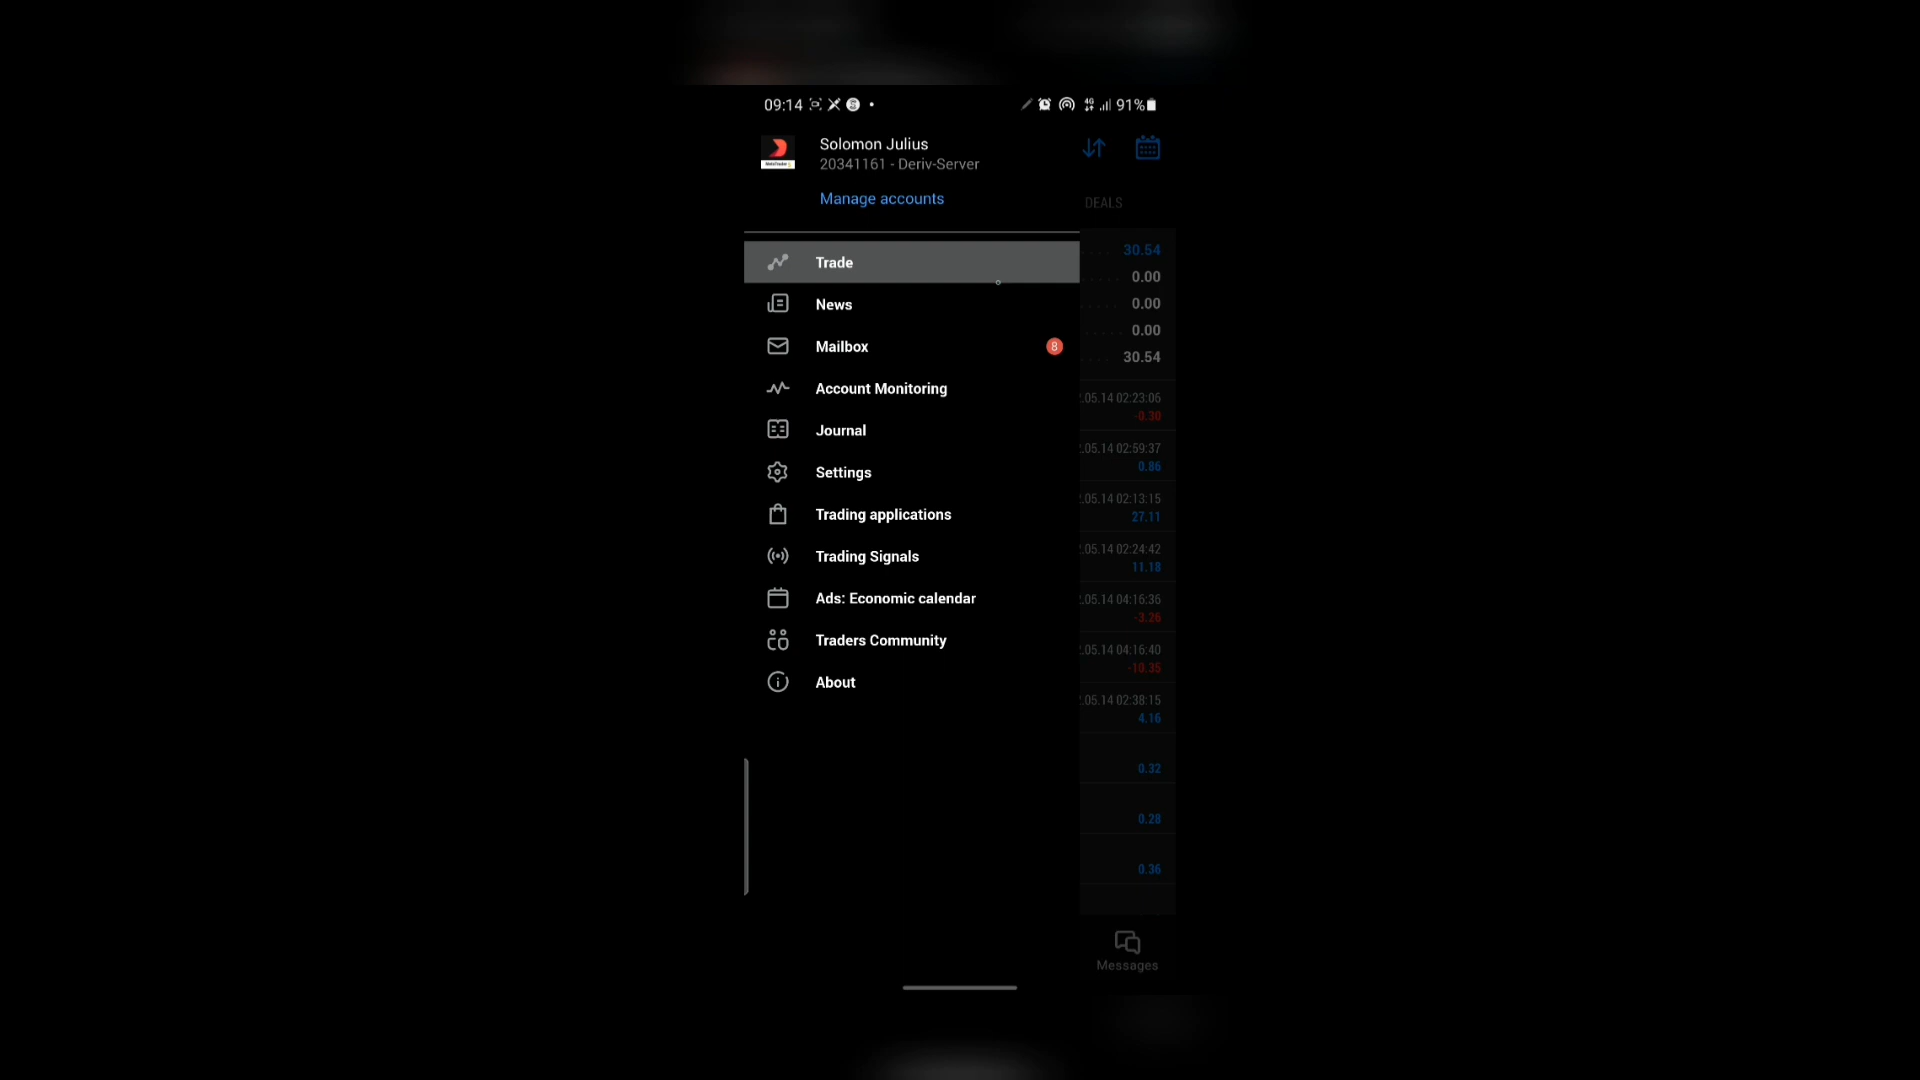 09:14
4G 91%
Solomon Julius
20341161 - Deriv-Server
Manage accounts
DEALS
Trade
News
Mailbox 8
Account Monitoring
Journal
Settings
Trading applications
Trading Signals
Ads: Economic calendar
Traders Community
About
30.54
0.00
0.00
0.00
30.54
.05.14 02:23:06
-0.30
.05.14 02:59:37
0.86
.05.14 02:13:15
27.11
.05.14 02:24:42
11.18
.05.14 04:16:36
-3.26
.05.14 04:16:40
-10.35
.05.14 02:38:15
4.16
0.32
0.28
0.36
Messages